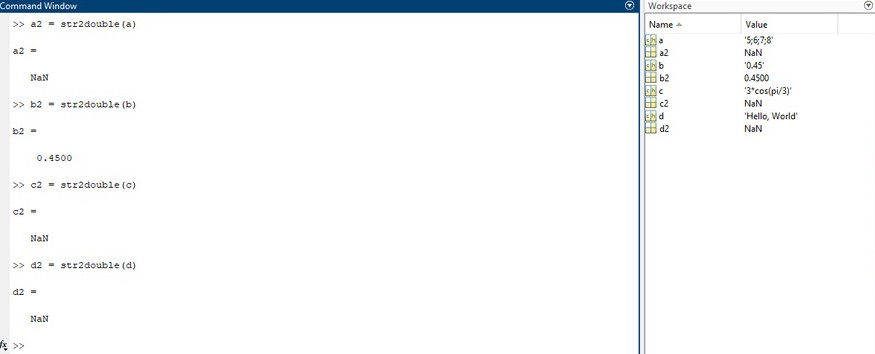 Command Window
>> a2 = str2double(a)
a2 =
NaN
>> b2 = str2double(b)
b2 =
0.4500
>> c2 = str2double(c)
c2 =
NaN
>> d2 = str2double(d)
d2 =
NaN
fx >>
Workspace
Name Value
a '5;6;7;8'
a2 NaN
b '0.45'
b2 0.4500
c '3*cos(pi/3)'
c2 NaN
d 'Hello, World'
d2 NaN